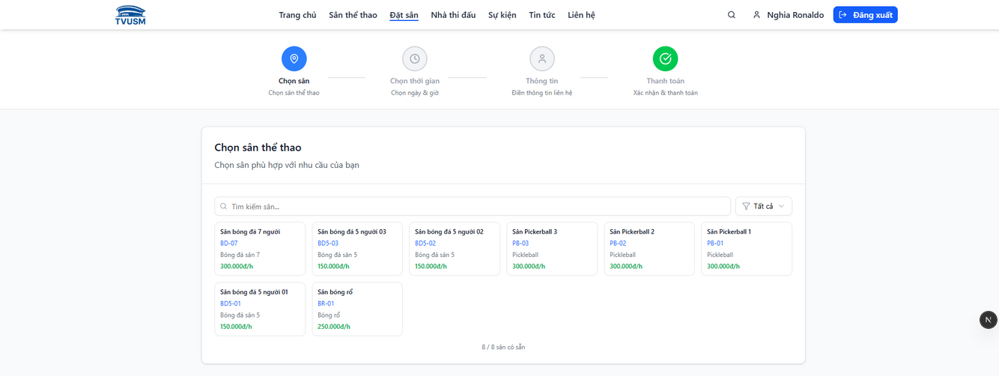 TVUSM
Trang chủ Sân thể thao Đặt sân Nhà thi đấu Sự kiện Tin tức Liên hệ Nghia Ronaldo Đăng xuất
Chọn sân Chọn thời gian Thông tin Thanh toán
Chọn sân thể thao Chọn ngày & giờ Điền thông tin liên hệ Xác nhận & thanh toán
Chọn sân thể thao
Chọn sân phù hợp với nhu cầu của bạn
Tìm kiếm sân... Tất cả
Sân bóng đá 7 người
BD-07
Bóng đá sân 7
300.000đ/h
Sân bóng đá 5 người 03
BD5-03
Bóng đá sân 5
150.000đ/h
Sân bóng đá 5 người 02
BD5-02
Bóng đá sân 5
150.000đ/h
Sân Pickerball 3
PB-03
Pickleball
300.000đ/h
Sân Pickerball 2
PB-02
Pickleball
300.000đ/h
Sân Pickerball 1
PB-01
Pickleball
300.000đ/h
Sân bóng đá 5 người 01
BD5-01
Bóng đá sân 5
150.000đ/h
Sân bóng rổ
BR-01
Bóng rổ
250.000đ/h
8 / 8 sân có sẵn
N